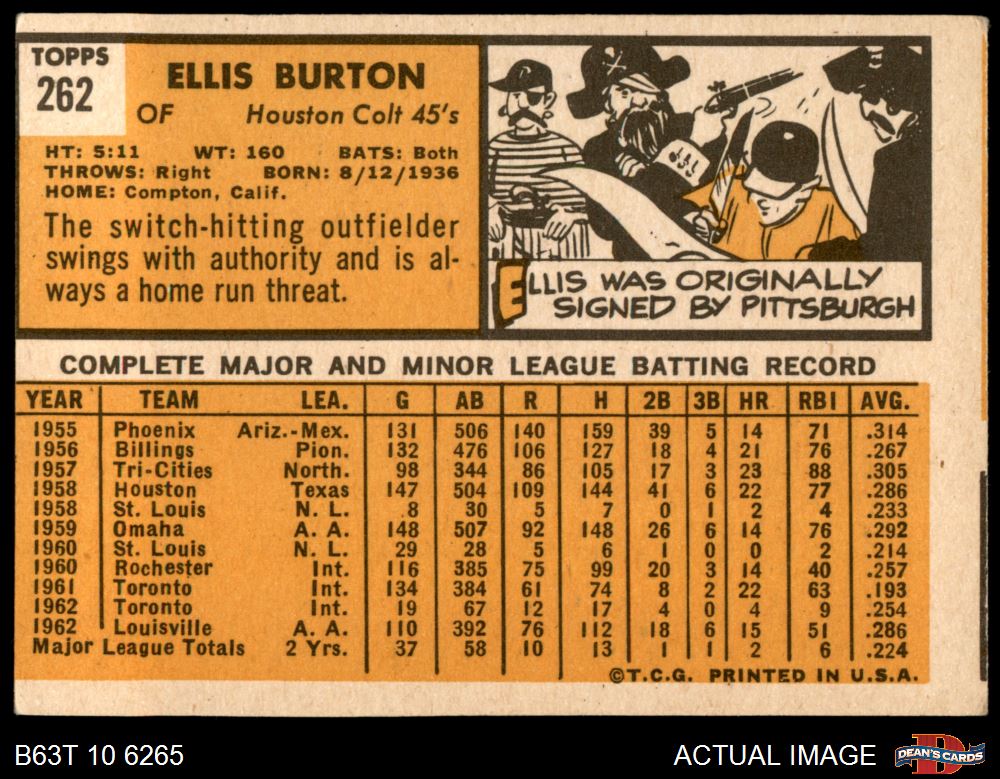 TOPPS
262
ELLIS BURTON
OF Houston Colt 45's
HT: 5:11 WT: 160 BATS: Both
THROWS: Right BORN: 8/12/1936
HOME: Compton, Calif.
The switch-hitting outfielder
swings with authority and is al-
ways a home run threat.
P
ELLIS WAS ORIGINALLY
SIGNED BY PITTSBURGH
COMPLETE MAJOR AND MINOR LEAGUE BATTING RECORD
YEAR TEAM LEA. G AB R H 2B 3B HR RBI AVG.
1955 Phoenix Ariz.-Mex. 131 506 140 159 39 5 14 71 .314
1956 Billings Pion. 132 476 106 127 18 4 21 76 .267
1957 Tri-Cities North. 98 344 86 105 17 3 23 88 .305
1958 Houston Texas 147 504 109 144 41 6 22 77 .286
1958 St. Louis N. L. 8 30 5 7 0 1 2 4 .233
1959 Omaha A. A. 148 507 92 148 26 6 14 76 .292
1960 St. Louis N. L. 29 28 5 6 1 0 0 2 .214
1960 Rochester Int. 116 385 75 99 20 3 14 40 .257
1961 Toronto Int. 134 384 61 74 8 2 22 63 .193
1962 Toronto Int. 19 67 12 17 4 0 4 9 .254
1962 Louisville A. A. 110 392 76 112 18 6 15 51 .286
Major League Totals 2 Yrs. 37 58 10 13 1 1 2 6 .224
©T.C.G. PRINTED IN U.S.A.
B63T 10 6265
ACTUAL IMAGE
D
DEAN'S CARDS